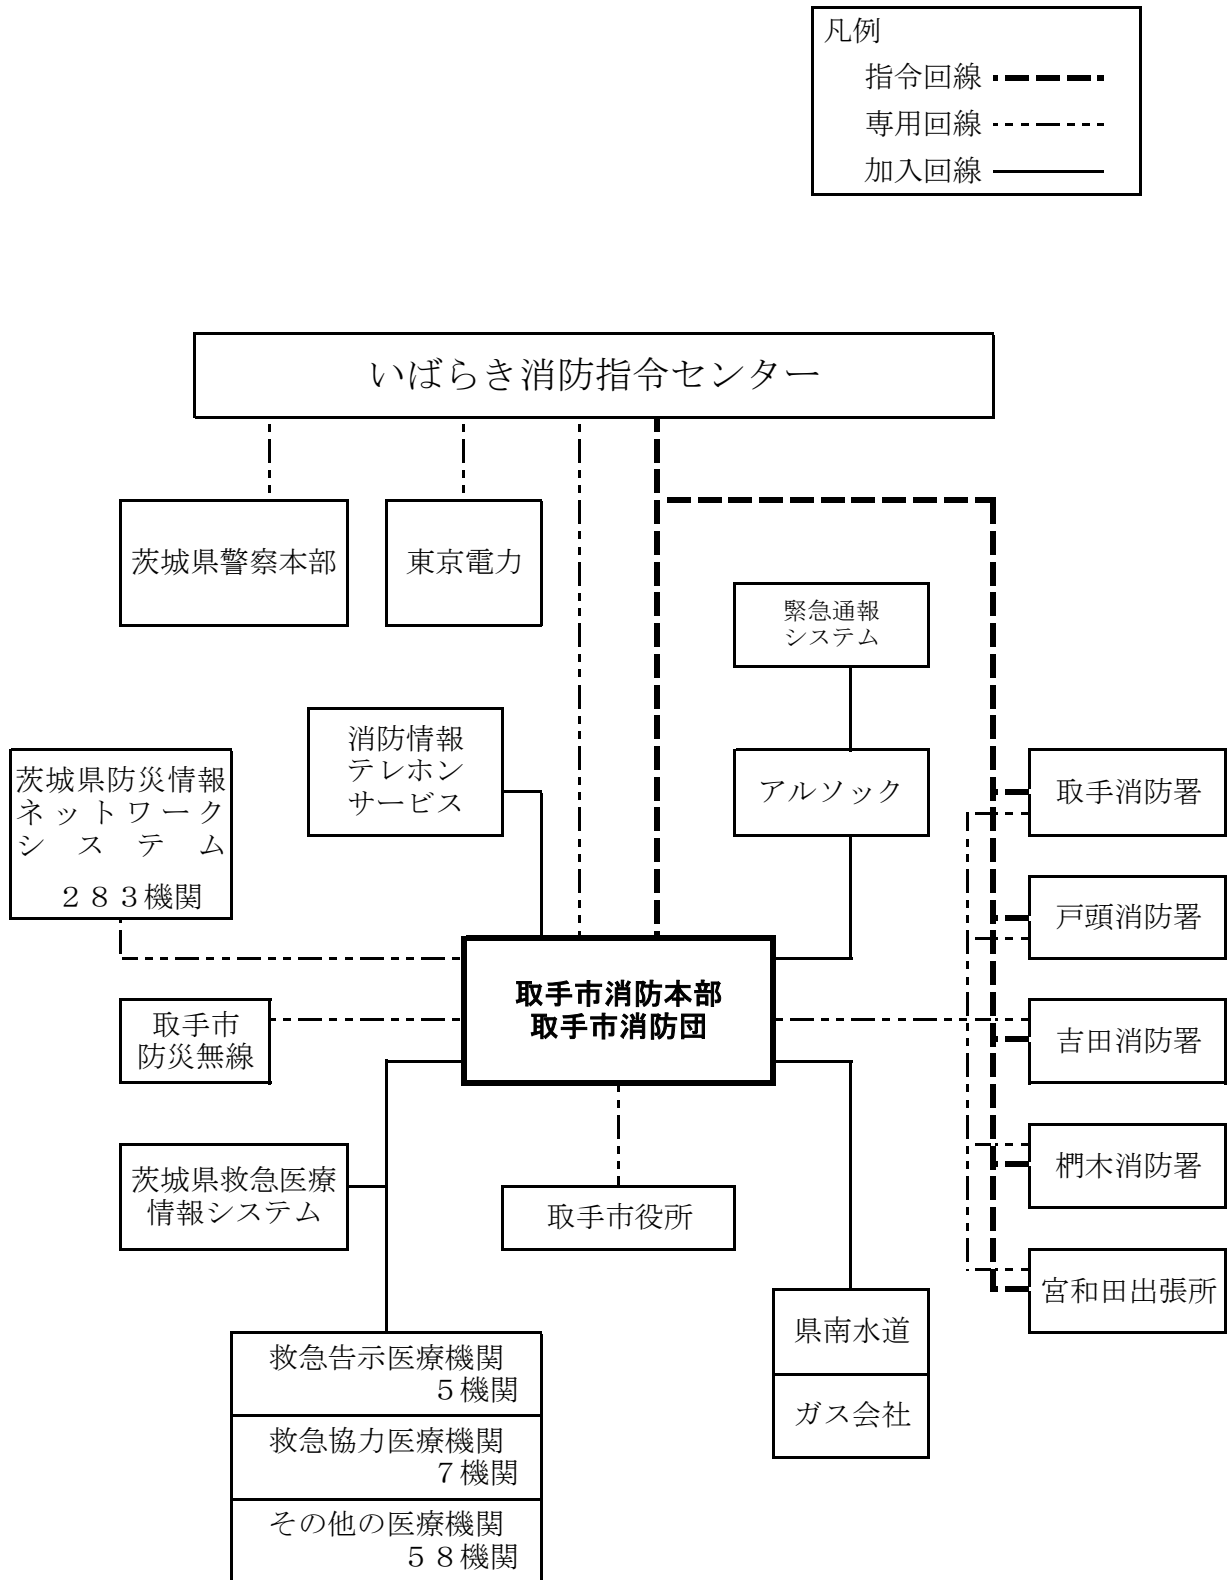 凡例
指令回線
専用回線
加入回線
いばらき消防指令センター
茨城県警察本部
東京電力
緊急通報
システム
消防情報
テレホン
サービス
アルソック
茨城県防災情報
ネットワーク
システム
２８３機関
取手消防署
戸頭消防署
取手市消防本部
取手市消防団
取手市
防災無線
吉田消防署
椚木消防署
茨城県救急医療
情報システム
取手市役所
宮和田出張所
県南水道
ガス会社
救急告示医療機関
５機関
救急協力医療機関
７機関
その他の医療機関
５８機関